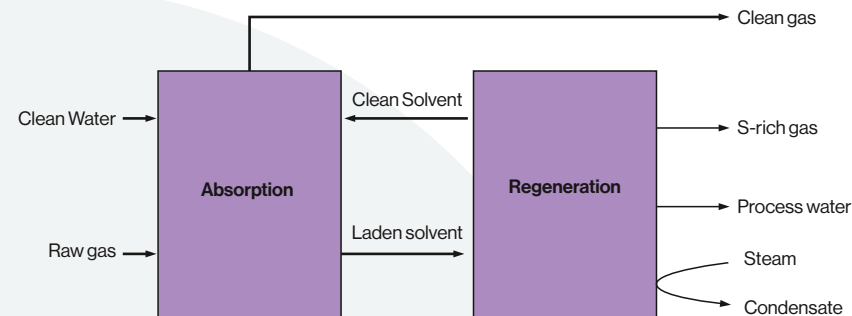 Clean gas
Clean Water
Clean Solvent
S-rich gas
Absorption
Regeneration
Process water
Laden solvent
Raw gas
Steam
Condensate